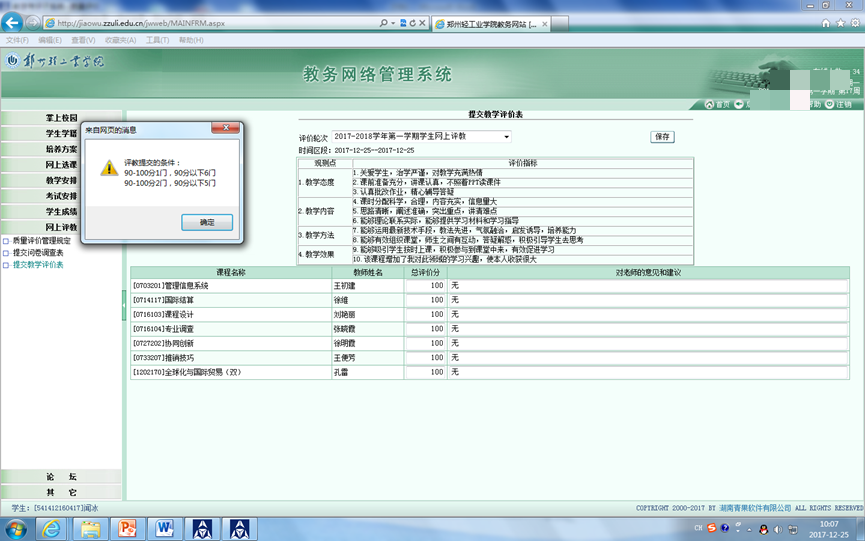 http://jiaowu.zzuli.edu.cn/jwweb/MAINFRM.aspx
郑州轻工业学院教务网站 [...
文件(F) 编辑(E) 查看(V) 收藏夹(A) 工具(T) 帮助(H)
郑州轻工业学院
教务网络管理系统
首页
帮助
注销
掌上校园
学生学籍
培养方案
网上选课
教学安排
考试安排
学生成绩
网上评教
质量评价管理规定
提交问卷调查表
提交教学评价表
论 坛
其 它
来自网页的消息
评教提交的条件：
90-100分1门，90分以下6门
90-100分2门，90分以下5门
确定
提交教学评价表
评价轮次 2017-2018学年第一学期学生网上评教
保存
时间区段：2017-12-25--2017-12-25
观测点 评价指标
1.教学态度
1.关爱学生，治学严谨，对教学充满热情
2.课前准备充分，讲课认真，不照着PPT读课件
3.认真批改作业，精心辅导答疑
2.教学内容
4.课时分配科学，合理，内容充实，信息量大
5.思路清晰，阐述准确，突出重点，讲清难点
6.能够理论联系实际，能够提供学习材料和学习指导
3.教学方法
7.能够运用最新技术手段，教法先进，气氛融洽，启发诱导，培养能力
8.能够有效组织课堂，师生之间有互动，答疑解惑，积极引导学生去思考
4.教学效果
9.能够吸引学生按时上课，积极参与到课堂中来，有效促进学习
10.该课程增加了我对此领域的学习兴趣，使本人收获很大
课程名称 教师姓名 总评价分 对老师的意见和建议
[0703201]管理信息系统 王初建 100 无
[0714117]国际结算 徐维 100 无
[0716103]课程设计 刘艳丽 100 无
[0716104]专业调查 张晓霞 100 无
[0727202]协同创新 徐明霞 100 无
[0733207]推销技巧 王便芳 100 无
[1202170]全球化与国际贸易（双） 孔雷 100 无
学生：[541412160417]闻冰
COPYRIGHT 2000-2017 BY 湖南青果软件有限公司 ALL RIGHTS RESERVED
CH
10:07
2017-12-25